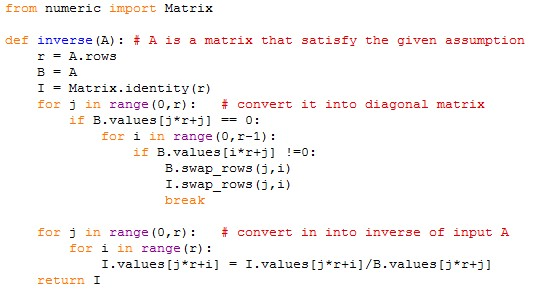 from numeric import Matrix
def inverse(A): # A is a matrix that satisfy the given assumption
    r = A.rows
    B = A
    I = Matrix.identity(r)
    for j in range(0,r):   # convert it into diagonal matrix
        if B.values[j*r+j] == 0:
            for i in range(0,r-1):
                if B.values[i*r+j] !=0:
                    B.swap_rows(j,i)
                    I.swap_rows(j,i)
                    break
    for j in range(0,r):   # convert in into inverse of input A
        for i in range(r):
            I.values[j*r+i] = I.values[j*r+i]/B.values[j*r+j]
    return I